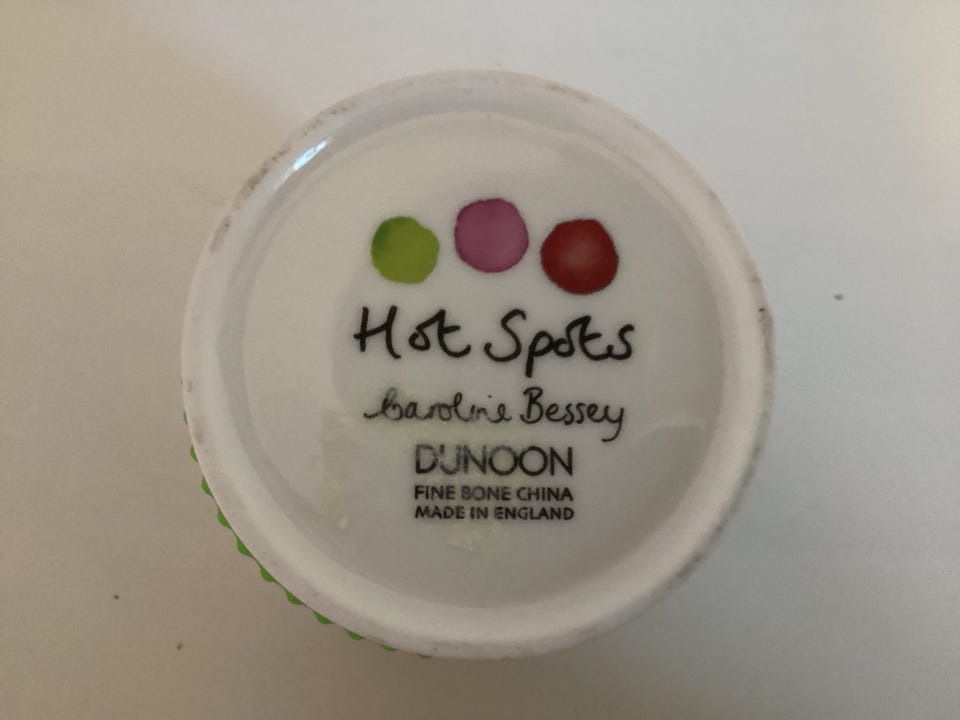 Hot Spots
Caroline Bessey
DUNOON
FINE BONE CHINA
MADE IN ENGLAND